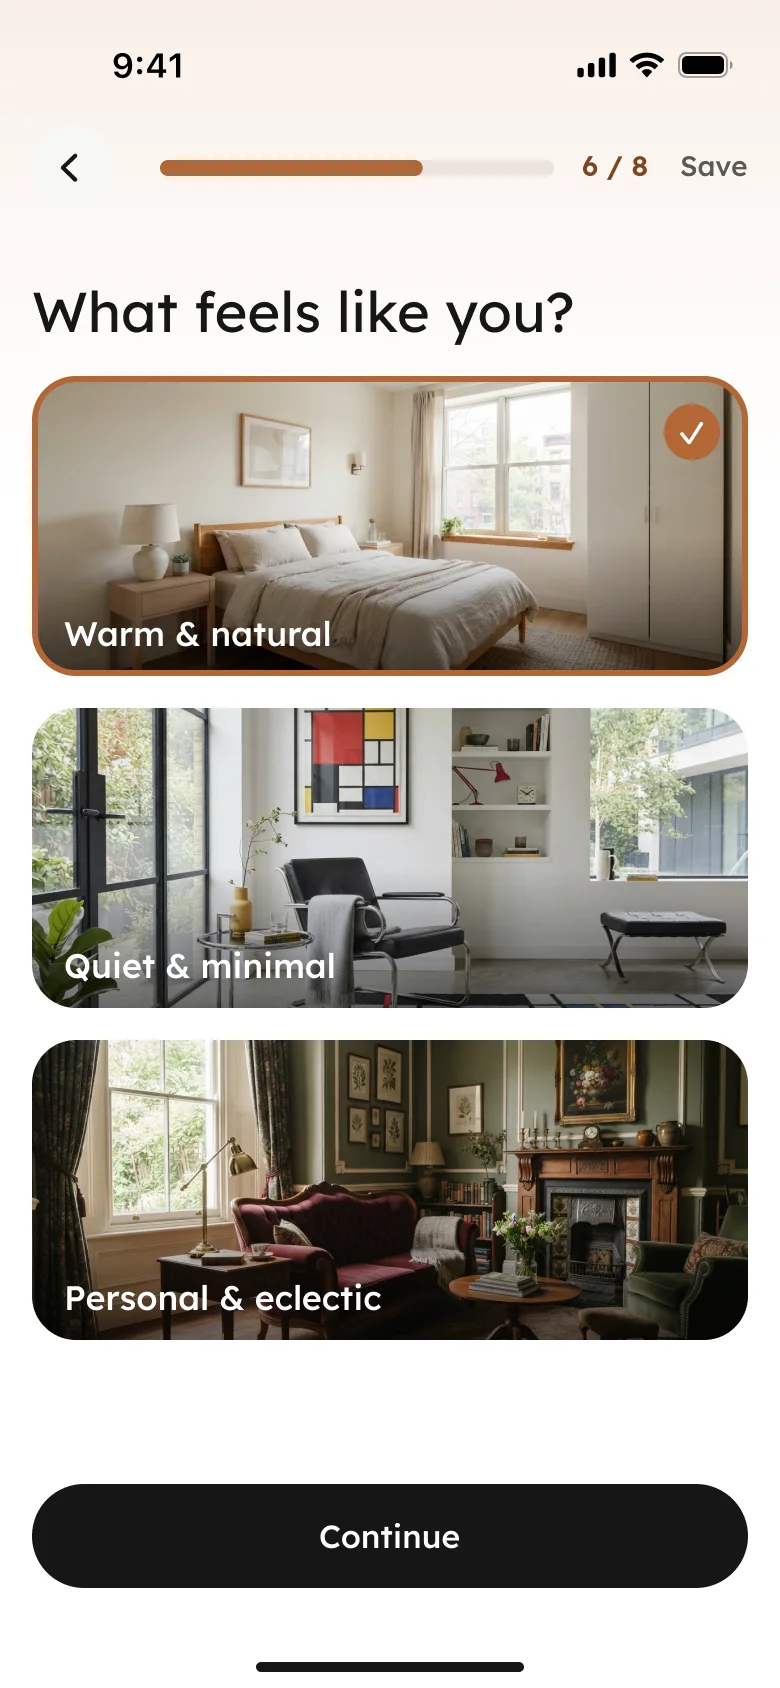 9:41
6 / 8 Save
What feels like you?
Warm & natural
Quiet & minimal
Personal & eclectic
Continue